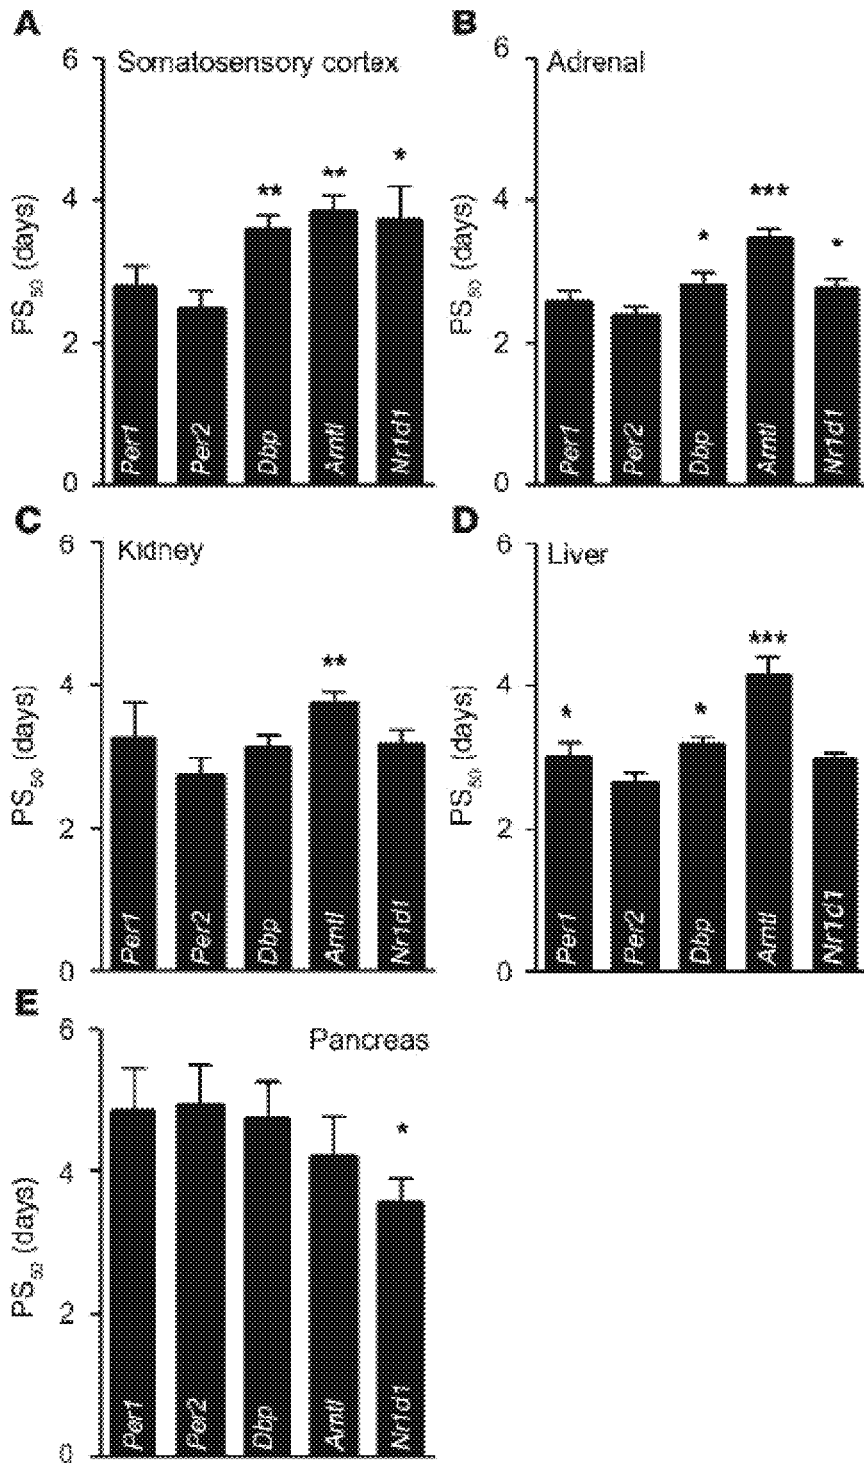 A
B
6
Somatosensory cortex
**
**
*
4
PS50 (days)
2
0
Per1
Per2
Dbp
Arntl
Nr1d1
6
Adrenal
*
***
*
4
PS50 (days)
2
0
Per1
Per2
Dbp
Arntl
Nr1d1
C
D
6
Kidney
**
4
PS50 (days)
2
0
Per1
Per2
Dbp
Arntl
Nr1d1
6
Liver
*
*
***
4
PS50 (days)
2
0
Per1
Per2
Dbp
Arntl
Nr1d1
E
6
Pancreas
*
4
PS50 (days)
2
0
Per1
Per2
Dbp
Arntl
Nr1d1